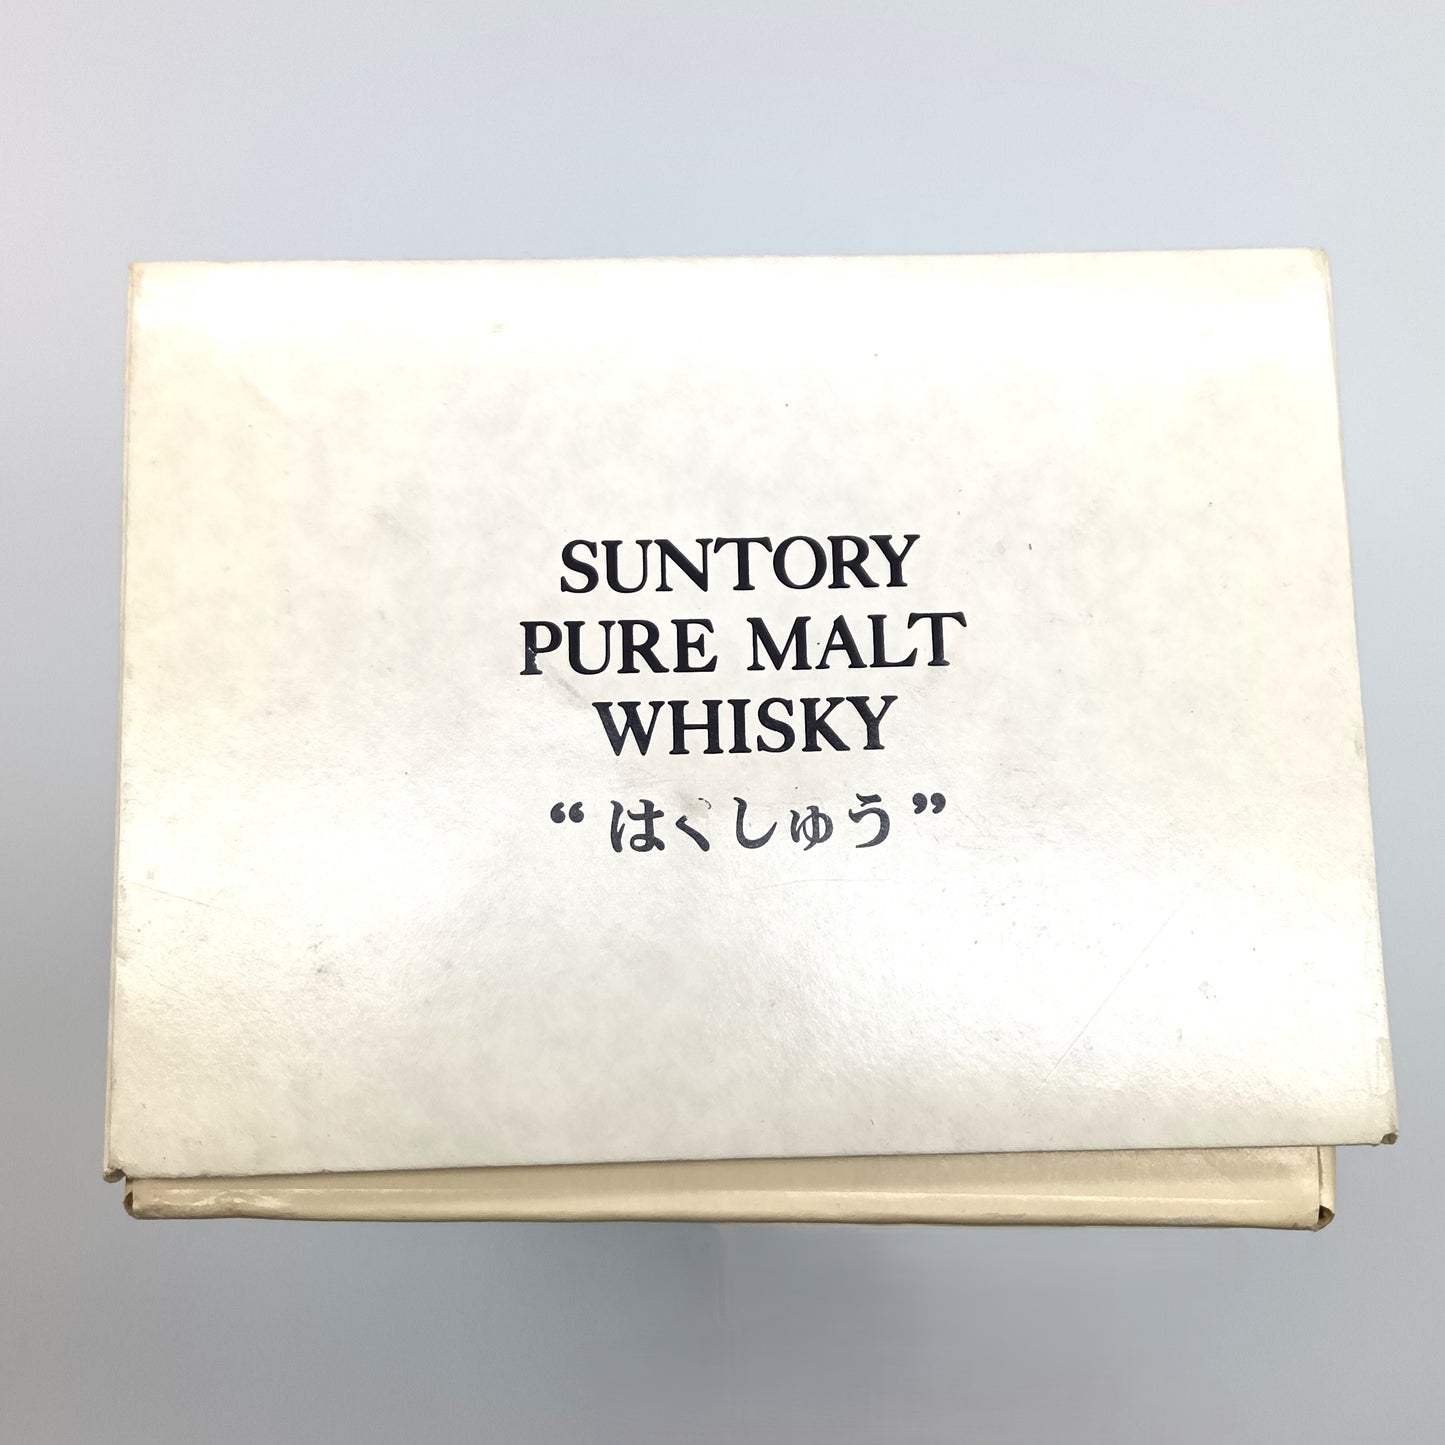 SUNTORY
PURE MALT
WHISKY
“はくしゅう”